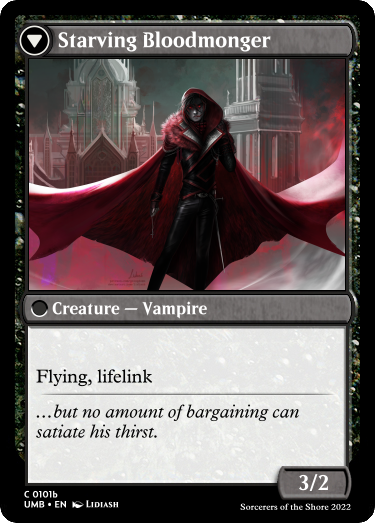 Starving Bloodmonger
Creature — Vampire
Flying, lifelink
…but no amount of bargaining can
satiate his thirst.
3/2
C 0101b
UMB • EN Lidiash
Sorcerers of the Shore 2022